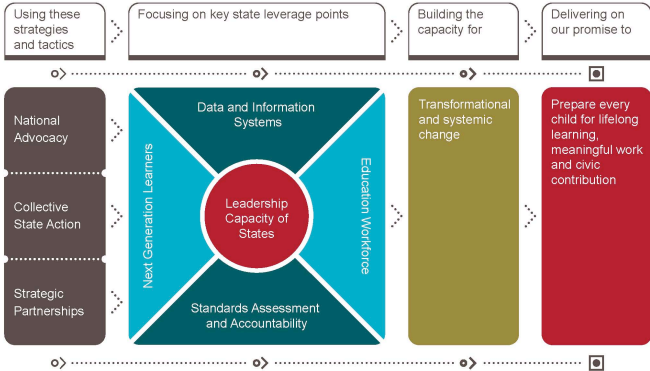 Using these
strategies
and tactics
Focusing on key state leverage points
Building the
capacity for
Delivering on
our promise to
National
Advocacy
Collective
State Action
Strategic
Partnerships
Next Generation Learners
Data and Information
Systems
Leadership
Capacity of
States
Standards Assessment
and Accountability
Education Workforce
Transformational
and systemic
change
Prepare every
child for lifelong
learning,
meaningful work
and civic
contribution